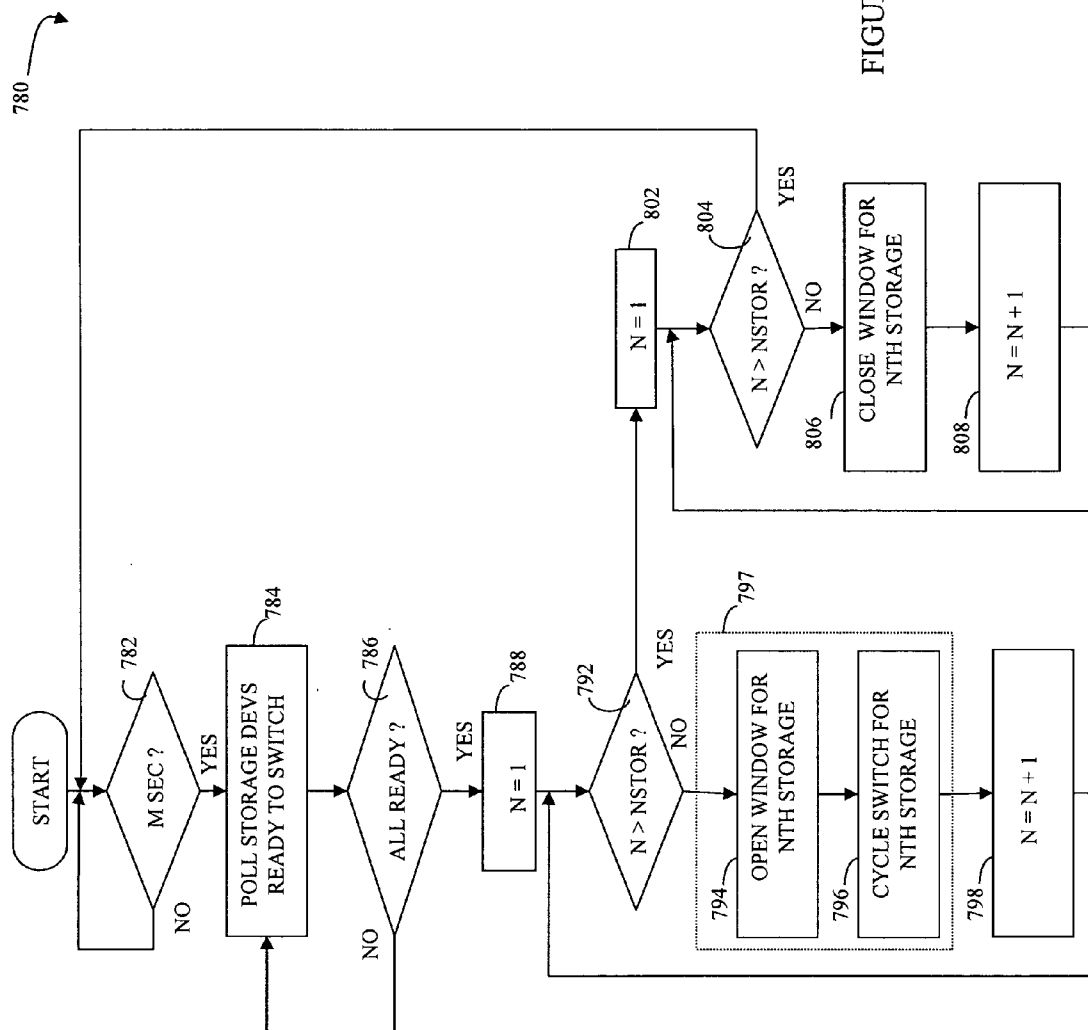 780
START
782
M SEC ?
NO
YES
784
POLL STORAGE DEVS
READY TO SWITCH
786
ALL READY ?
NO
YES
788
N = 1
792
N > NSTOR ?
YES
NO
797
794
OPEN WINDOW FOR
NTH STORAGE
796
CYCLE SWITCH FOR
NTH STORAGE
798
N = N + 1
802
N = 1
804
N > NSTOR ?
YES
NO
806
CLOSE WINDOW FOR
NTH STORAGE
808
N = N + 1